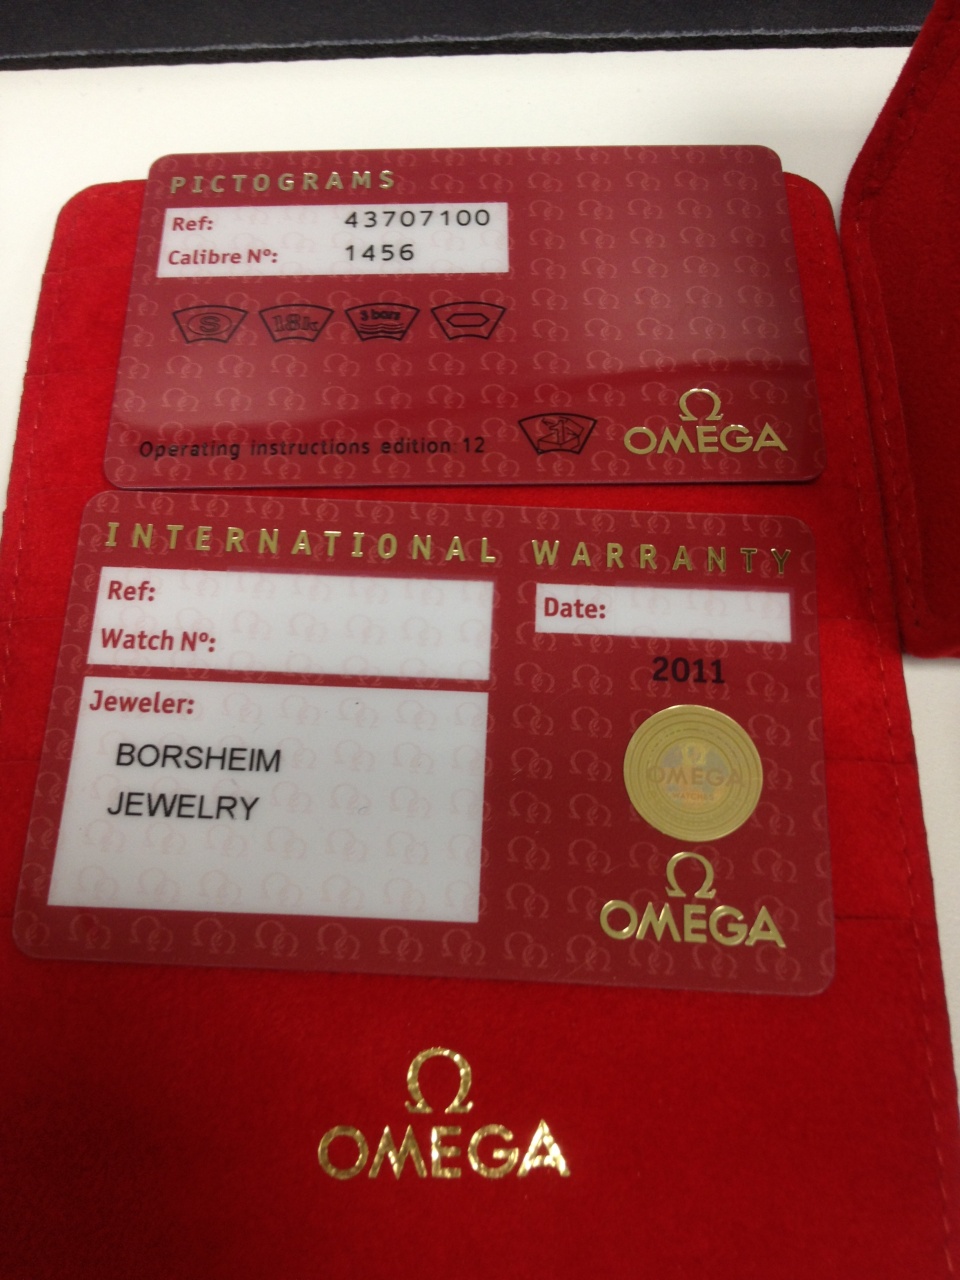 PICTOGRAMS
Ref: 43707100
Calibre Nº: 1456
S 18k 3 bars
Operating instructions edition 12
Ω
OMEGA
INTERNATIONAL WARRANTY
Ref:
Watch Nº:
Date:
2011
Jeweler:
BORSHEIM
JEWELRY
OMEGA
Ω
OMEGA
Ω
OMEGA